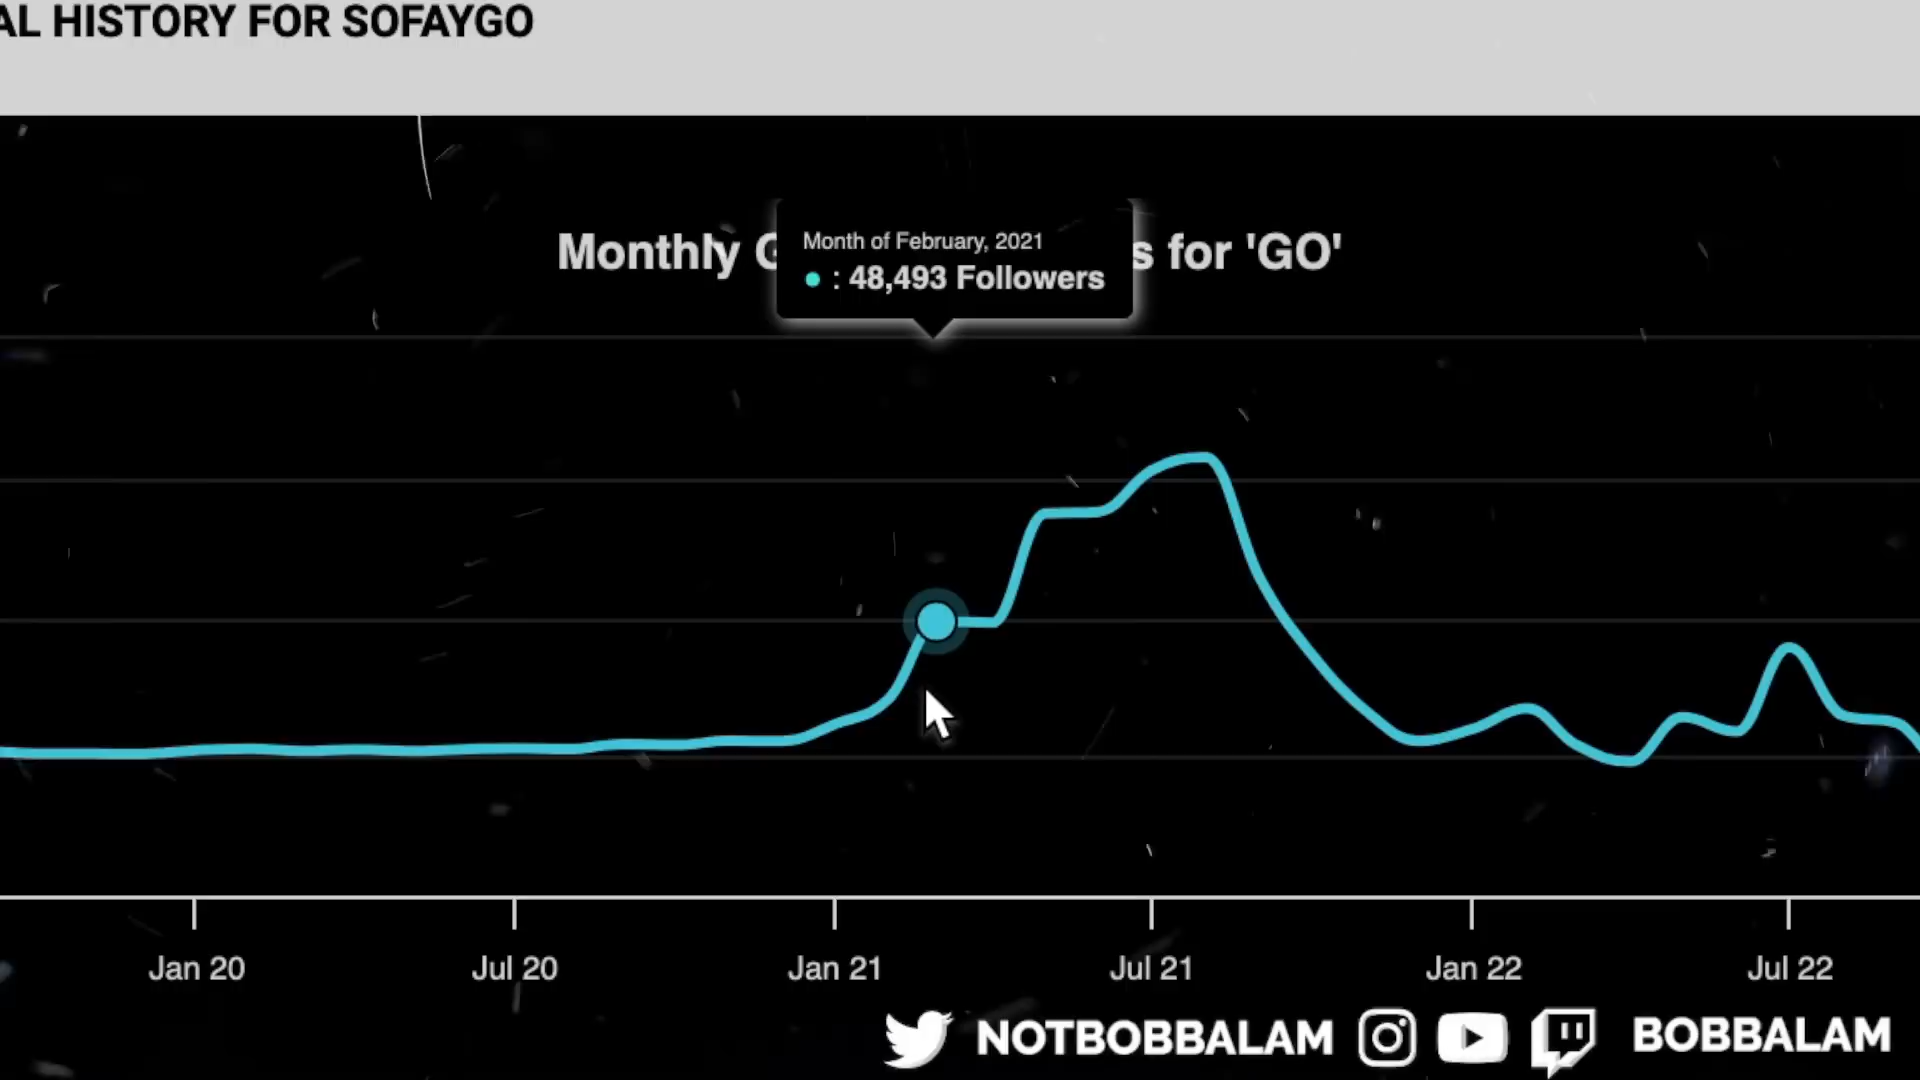 AL HISTORY FOR SOFAYGO
Monthly G s for 'GO'
Month of February, 2021
: 48,493 Followers
Jan 20 Jul 20 Jan 21 Jul 21 Jan 22 Jul 22
NOTBOBBALAM BOBBALAM